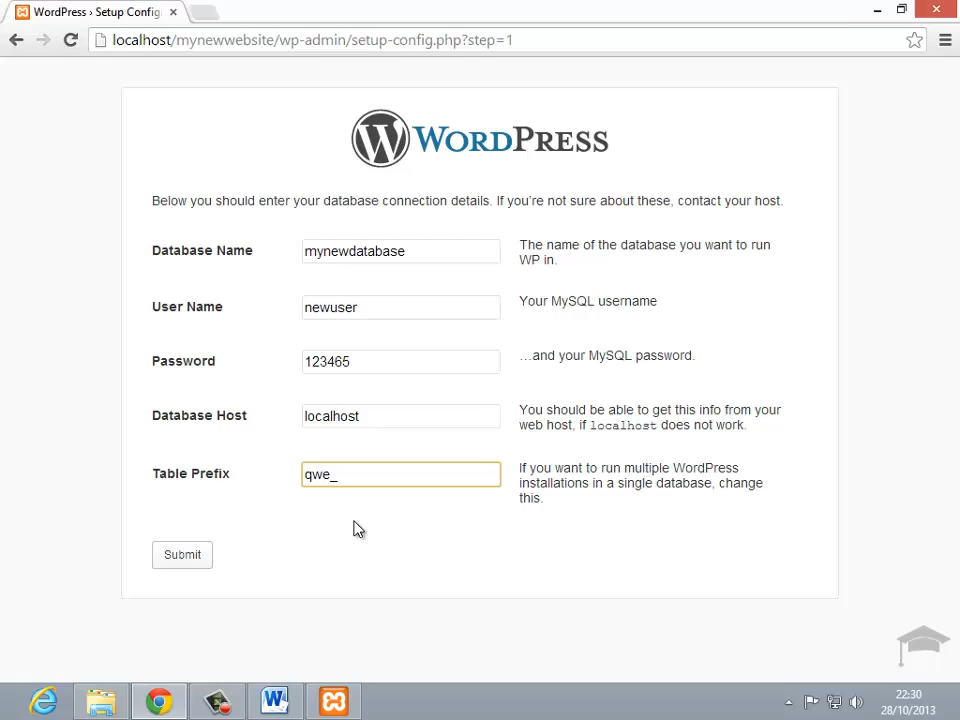 WordPress › Setup Config
localhost/mynewwebsite/wp-admin/setup-config.php?step=1
WORDPRESS
Below you should enter your database connection details. If you're not sure about these, contact your host.
Database Name
mynewdatabase
The name of the database you want to run
WP in.
User Name
newuser
Your MySQL username
Password
123465
…and your MySQL password.
Database Host
localhost
You should be able to get this info from your
web host, if localhost does not work.
Table Prefix
qwe_
If you want to run multiple WordPress
installations in a single database, change
this.
Submit
22:30
28/10/2013